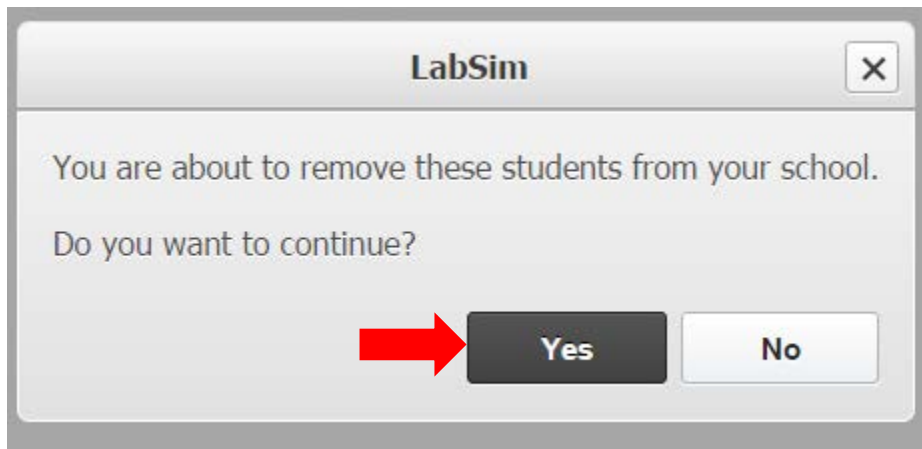 LabSim
You are about to remove these students from your school.
Do you want to continue?
Yes No